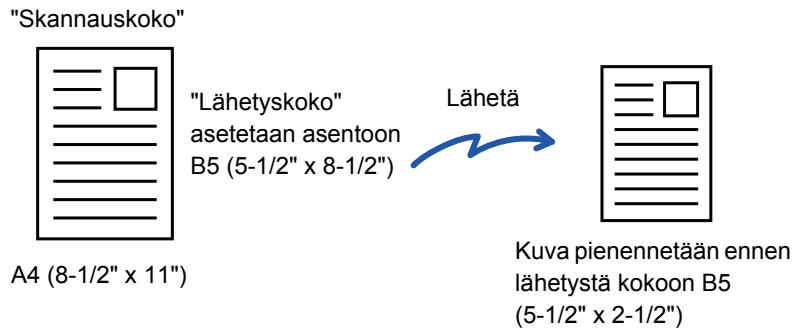 "Skannauskoko"
"Lähetyskoko"
asetetaan asentoon
B5 (5-1/2" x 8-1/2")
Lähetä
A4 (8-1/2" x 11")
Kuva pienennetään ennen
lähetystä kokoon B5
(5-1/2" x 2-1/2")